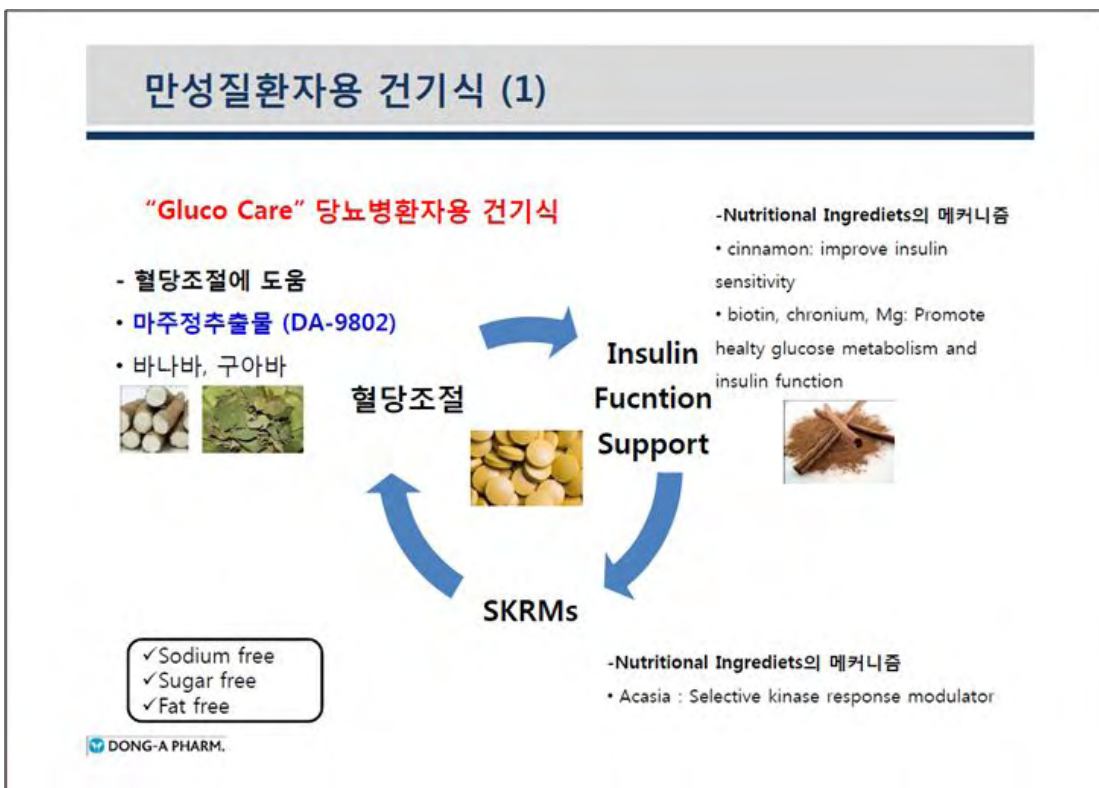 만성질환자용 건기식 (1)
“Gluco Care” 당뇨병환자용 건기식
- 혈당조절에 도움
• 마주정추출물 (DA-9802)
• 바나바, 구아바
혈당조절
Insulin
Fucntion
Support
SKRMs
-Nutritional Ingrediets의 메커니즘
• cinnamon: improve insulin
sensitivity
• biotin, chronium, Mg: Promote
healty glucose metabolism and
insulin function
-Nutritional Ingrediets의 메커니즘
• Acasia : Selective kinase response modulator
✓Sodium free
✓Sugar free
✓Fat free
DONG-A PHARM.